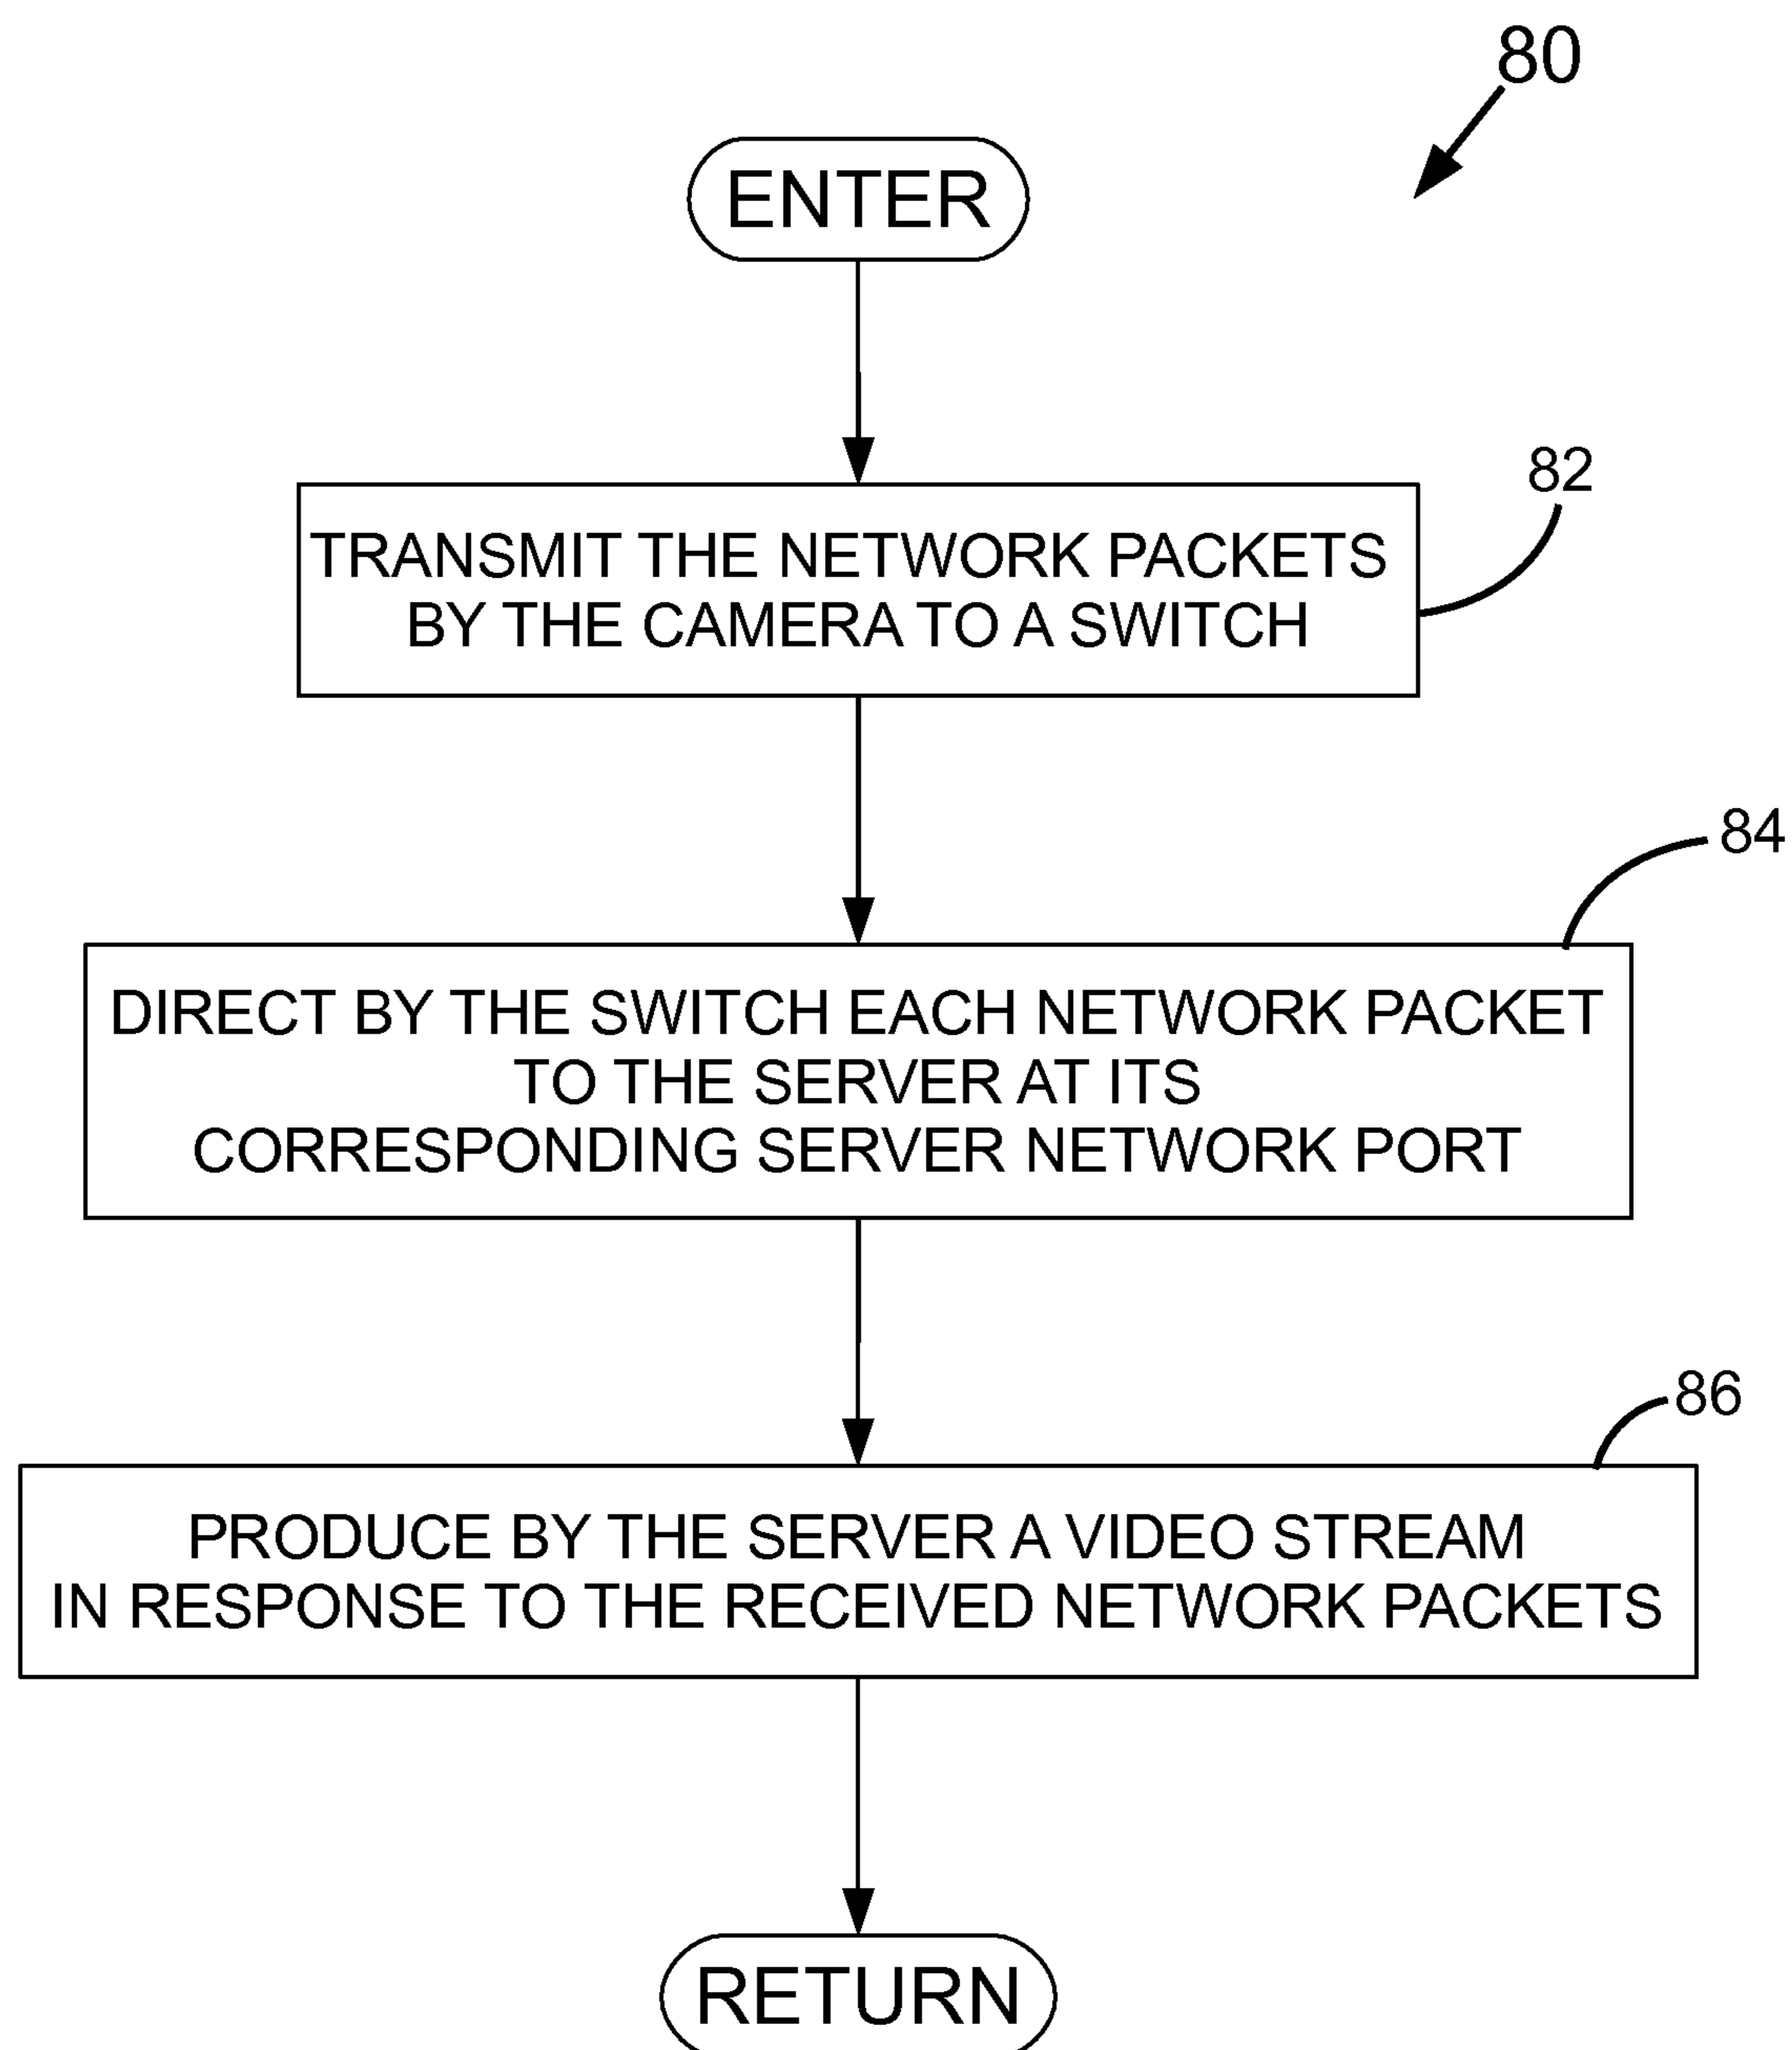 80
ENTER
82
TRANSMIT THE NETWORK PACKETS
BY THE CAMERA TO A SWITCH
84
DIRECT BY THE SWITCH EACH NETWORK PACKET
TO THE SERVER AT ITS
CORRESPONDING SERVER NETWORK PORT
86
PRODUCE BY THE SERVER A VIDEO STREAM
IN RESPONSE TO THE RECEIVED NETWORK PACKETS
RETURN